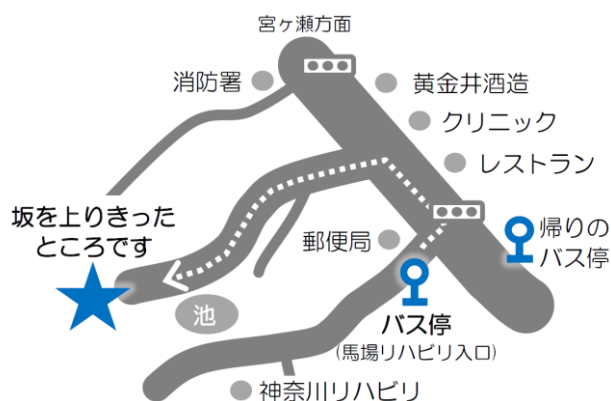 宮ヶ瀬方面
消防署
黄金井酒造
クリニック
レストラン
坂を上りきった
ところです
郵便局
帰りの
バス停
池
バス停
(馬場リハビリ入口)
神奈川リハビリ